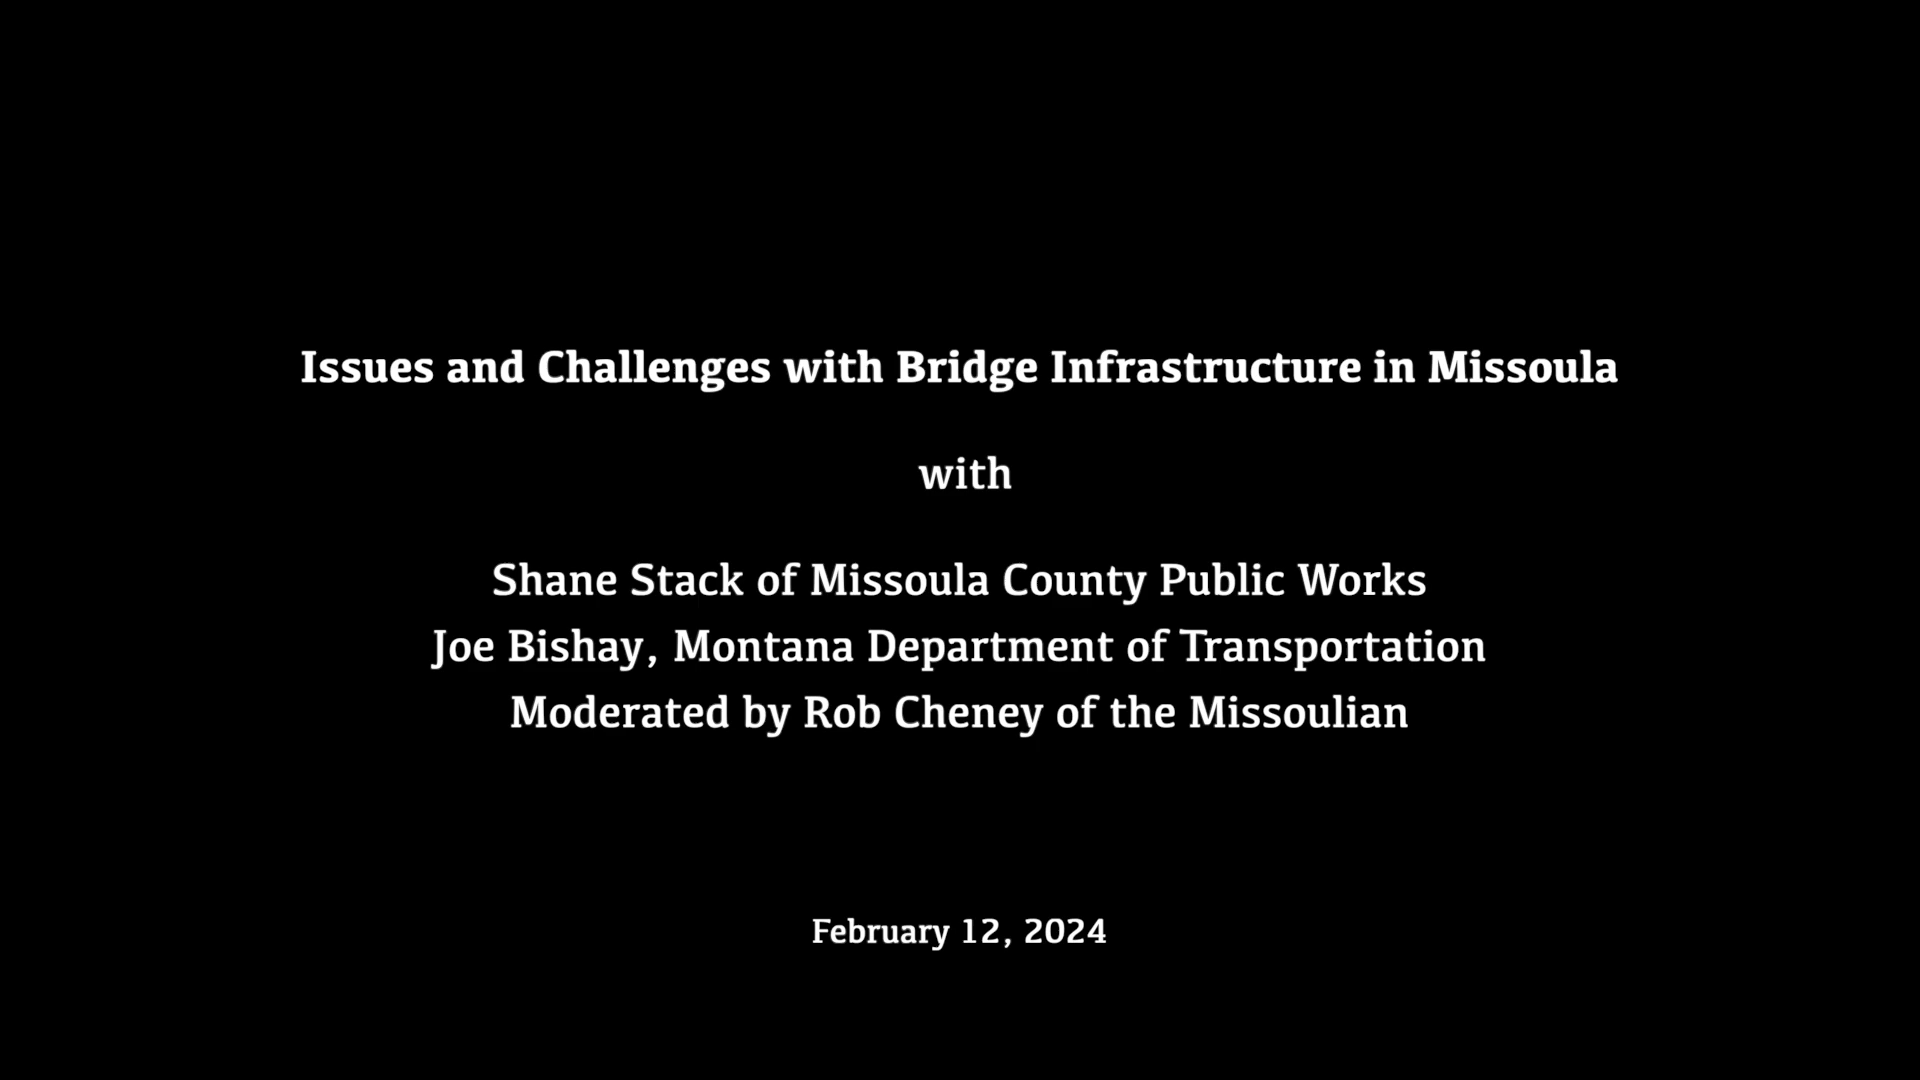 Issues and Challenges with Bridge Infrastructure in Missoula
with
Shane Stack of Missoula County Public Works
Joe Bishay, Montana Department of Transportation
Moderated by Rob Cheney of the Missoulian
February 12, 2024